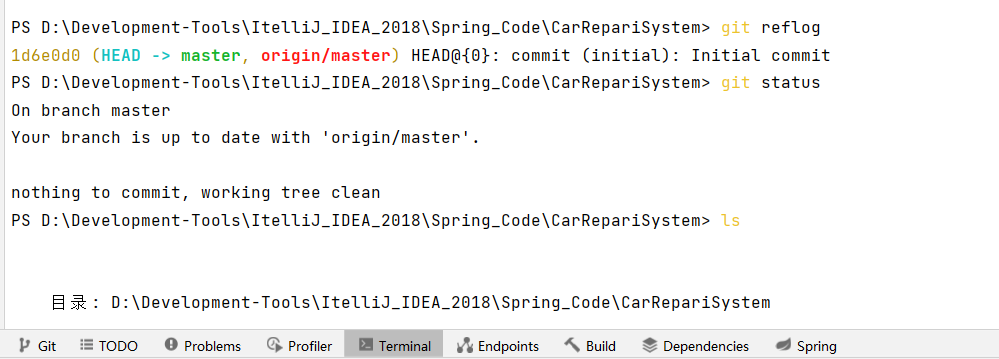 PS D:\Development-Tools\ItelliJ_IDEA_2018\Spring_Code\CarRepariSystem> git reflog
1d6e0d0 (HEAD -> master, origin/master) HEAD@{0}: commit (initial): Initial commit
PS D:\Development-Tools\ItelliJ_IDEA_2018\Spring_Code\CarRepariSystem> git status
On branch master
Your branch is up to date with 'origin/master'.
nothing to commit, working tree clean
PS D:\Development-Tools\ItelliJ_IDEA_2018\Spring_Code\CarRepariSystem> ls
目录: D:\Development-Tools\ItelliJ_IDEA_2018\Spring_Code\CarRepariSystem
Git TODO Problems Profiler Terminal Endpoints Build Dependencies Spring